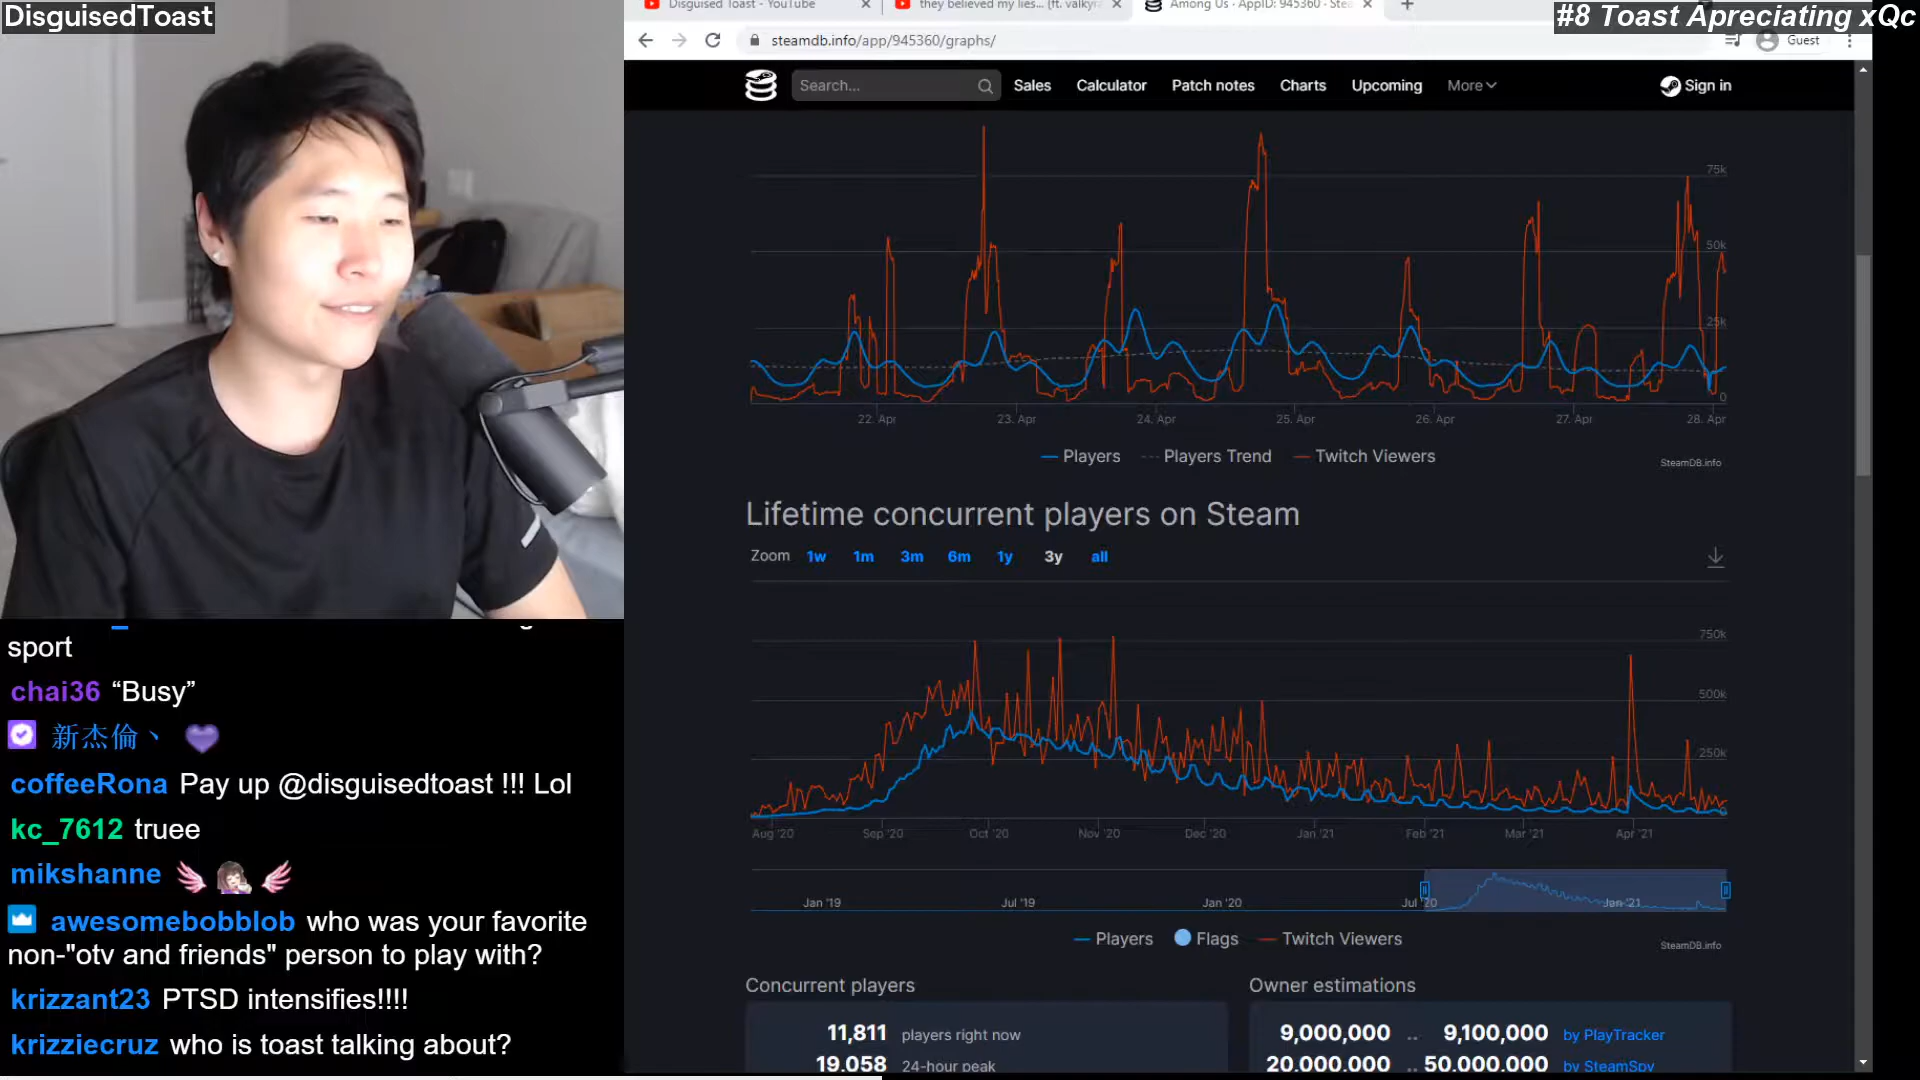 DisguisedToast
#8 Toast Apreciating xQc
Disguised Toast - YouTube
they believed my lies... [ft. valkyra
Among Us · AppID: 945360 · Stea
steamdb.info/app/945360/graphs/
Guest
Search...
Sales Calculator Patch notes Charts Upcoming More
Sign in
75k
50k
25k
0
22. Apr 23. Apr 24. Apr 25. Apr 26. Apr 27. Apr 28. Apr
Players Players Trend Twitch Viewers
SteamDB.info
Lifetime concurrent players on Steam
Zoom 1w 1m 3m 6m 1y 3y all
750k
500k
250k
0
Aug '20 Sep '20 Oct '20 Nov '20 Dec '20 Jan '21 Feb '21 Mar '21 Apr '21
Jan '19 Jul '19 Jan '20 Jul '20 Jan '21
Players Flags Twitch Viewers
SteamDB.info
Concurrent players
11,811 players right now
19,058 24-hour peak
Owner estimations
9,000,000 .. 9,100,000 by PlayTracker
20,000,000 .. 50,000,000 by SteamSpy
sport
chai36 “Busy”
新杰倫丶
coffeeRona Pay up @disguisedtoast !!! Lol
kc_7612 truee
mikshanne
awesomebobblob who was your favorite
non-"otv and friends" person to play with?
krizzant23 PTSD intensifies!!!!
krizziecruz who is toast talking about?